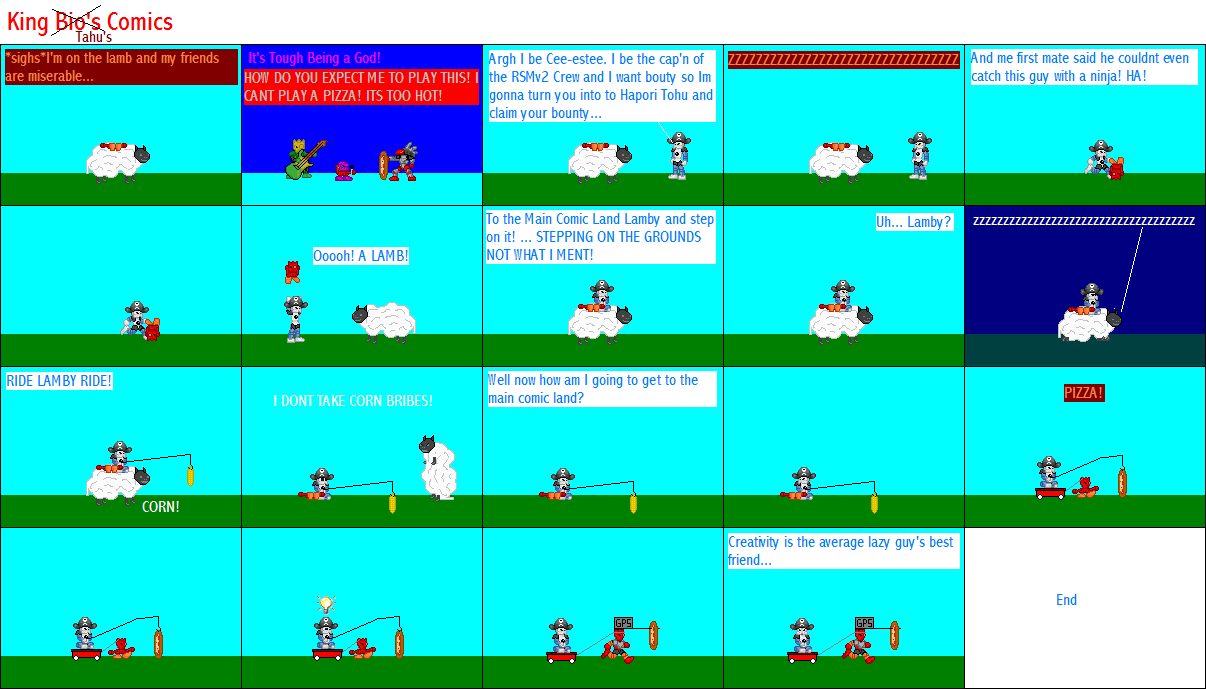 King Bio's Comics
Tahu's
*sighs*I'm on the lamb and my friends
are miserable...
It's Tough Being a God!
HOW DO YOU EXPECT ME TO PLAY THIS! I
CANT PLAY A PIZZA! ITS TOO HOT!
Argh I be Cee-estee. I be the cap'n of
the RSMv2 Crew and I want bouty so Im
gonna turn you into to Hapori Tohu and
claim your bounty...
ZZZZZZZZZZZZZZZZZZZZZZZZZZZZZZZZZ
And me first mate said he couldnt even
catch this guy with a ninja! HA!
Ooooh! A LAMB!
To the Main Comic Land Lamby and step
on it! ... STEPPING ON THE GROUNDS
NOT WHAT I MENT!
Uh... Lamby?
zzzzzzzzzzzzzzzzzzzzzzzzzzzzzzzzzzzzz
RIDE LAMBY RIDE!
CORN!
I DONT TAKE CORN BRIBES!
Well now how am I going to get to the
main comic land?
PIZZA!
GPS
GPS
Creativity is the average lazy guy's best
friend...
End